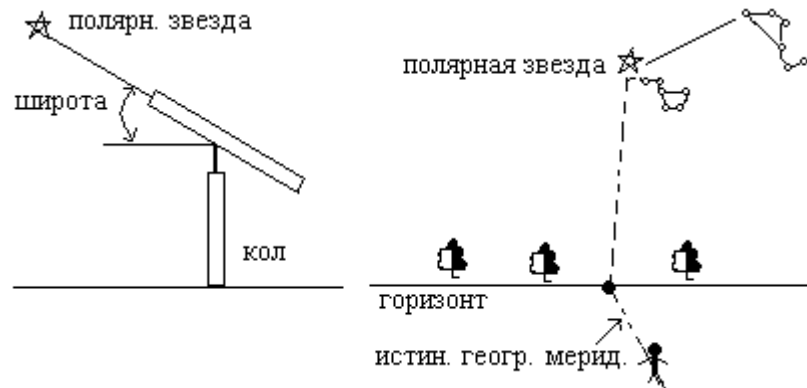 полярн. звезда
широта
кол
полярная звезда
горизонт
истин. геогр. мерид.